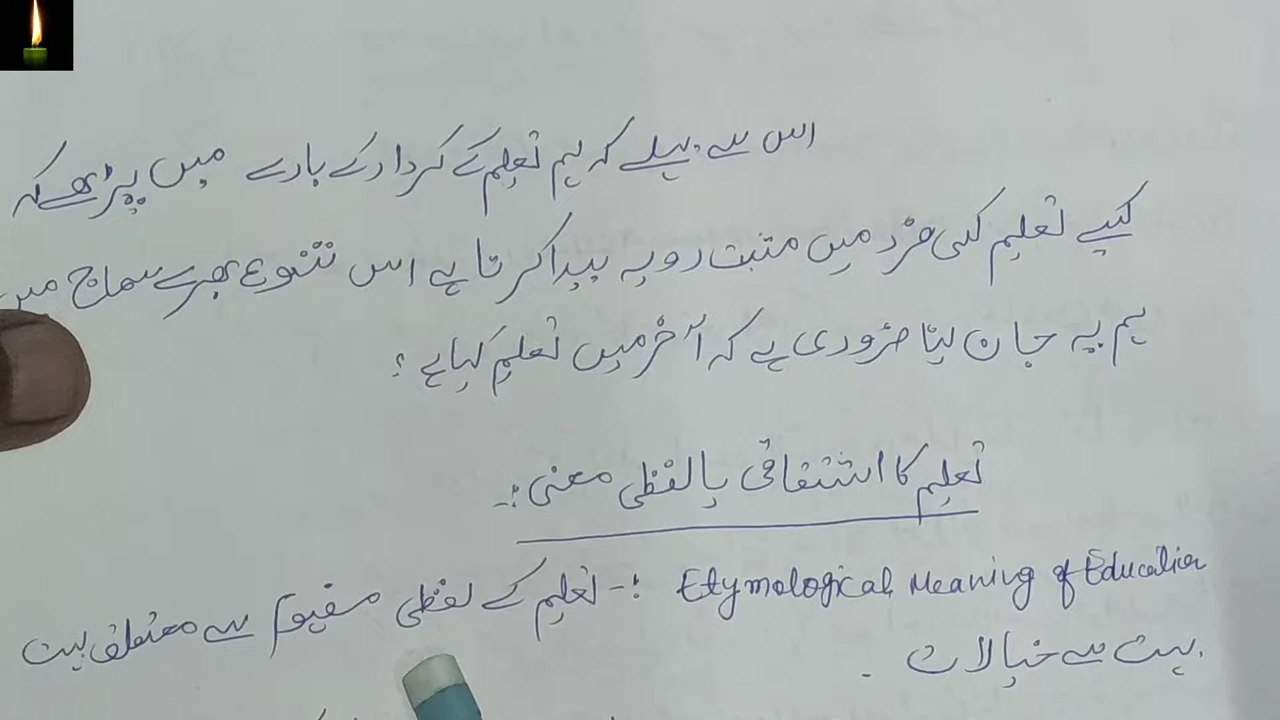 اس سے پہلے کہ ہم تعلیم کے کردار کے بارے میں پڑھے کہ
کیسے تعلیم کسی فرد میں مثبت رویہ پیدا کرتا ہے اس تنوع بھرے سماج میں
ہم یہ جان لینا ضروری ہے کہ آخر میں تعلیم کیا ہے ؟
تعلیم کا اشتقاقی یا لفظی معنی :-
Etymological Meaning of Education :- تعلیم کے لفظی مفہوم سے متعلق بہت
بہت سے خیالات .